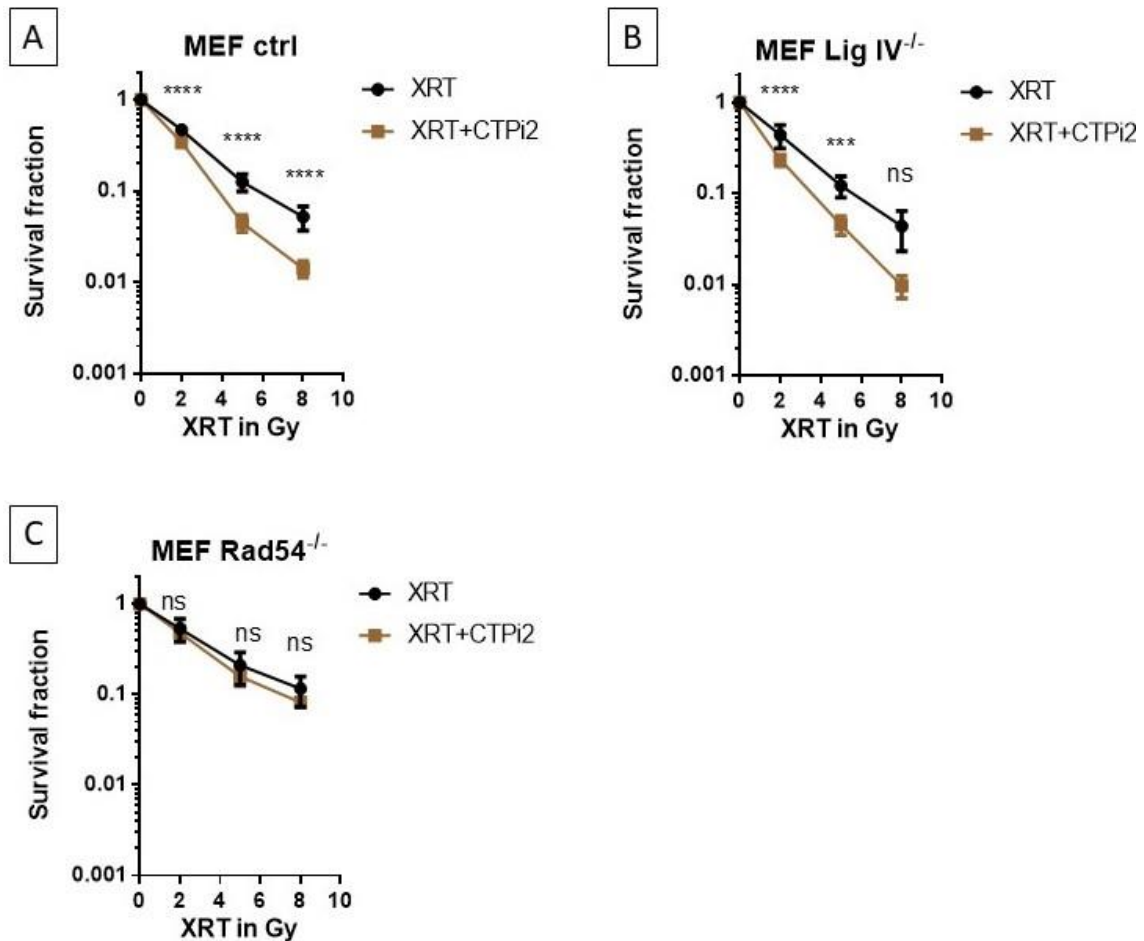 A
MEF ctrl
XRT
XRT+CTPi2
****
****
****
1
0.1
0.01
0.001
Survival fraction
0 2 4 6 8 10
XRT in Gy
B
MEF Lig IV-/-
XRT
XRT+CTPi2
****
***
ns
1
0.1
0.01
0.001
Survival fraction
0 2 4 6 8 10
XRT in Gy
C
MEF Rad54-/-
XRT
XRT+CTPi2
ns
ns
ns
1
0.1
0.01
0.001
Survival fraction
0 2 4 6 8 10
XRT in Gy